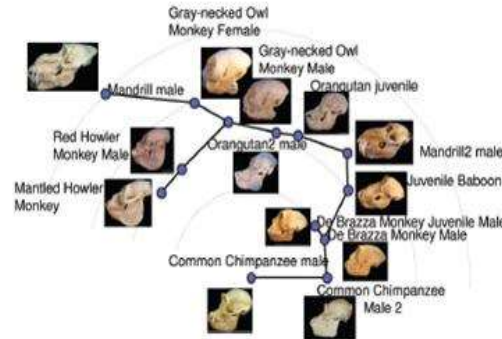 Gray-necked Owl
Monkey Female
Gray-necked Owl
Monkey Male
Mandrill male
Orangutan juvenile
Red Howler
Monkey Male
Orangutan2 male
Mandrill2 male
Mantled Howler
Monkey
Juvenile Baboon
De Brazza Monkey Juvenile Male
De Brazza Monkey Male
Common Chimpanzee male
Common Chimpanzee
Male 2